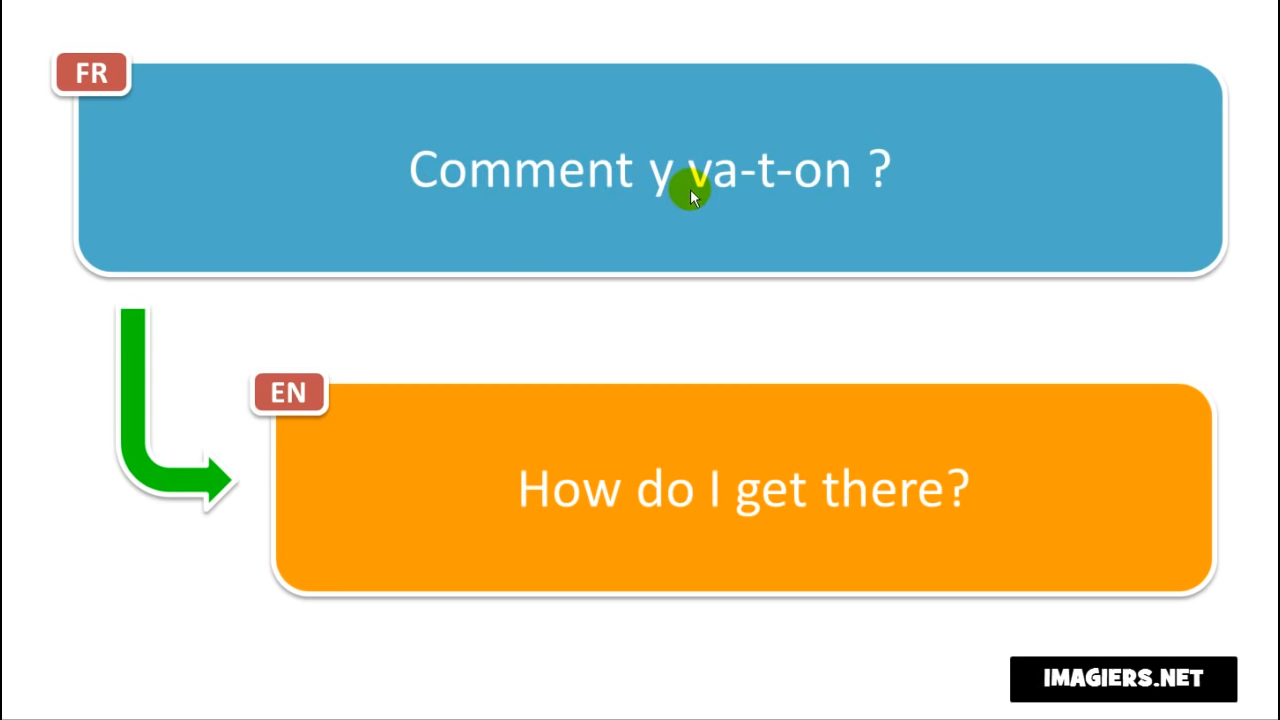 FR
Comment y va-t-on ?
EN
How do I get there?
IMAGIERS.NET